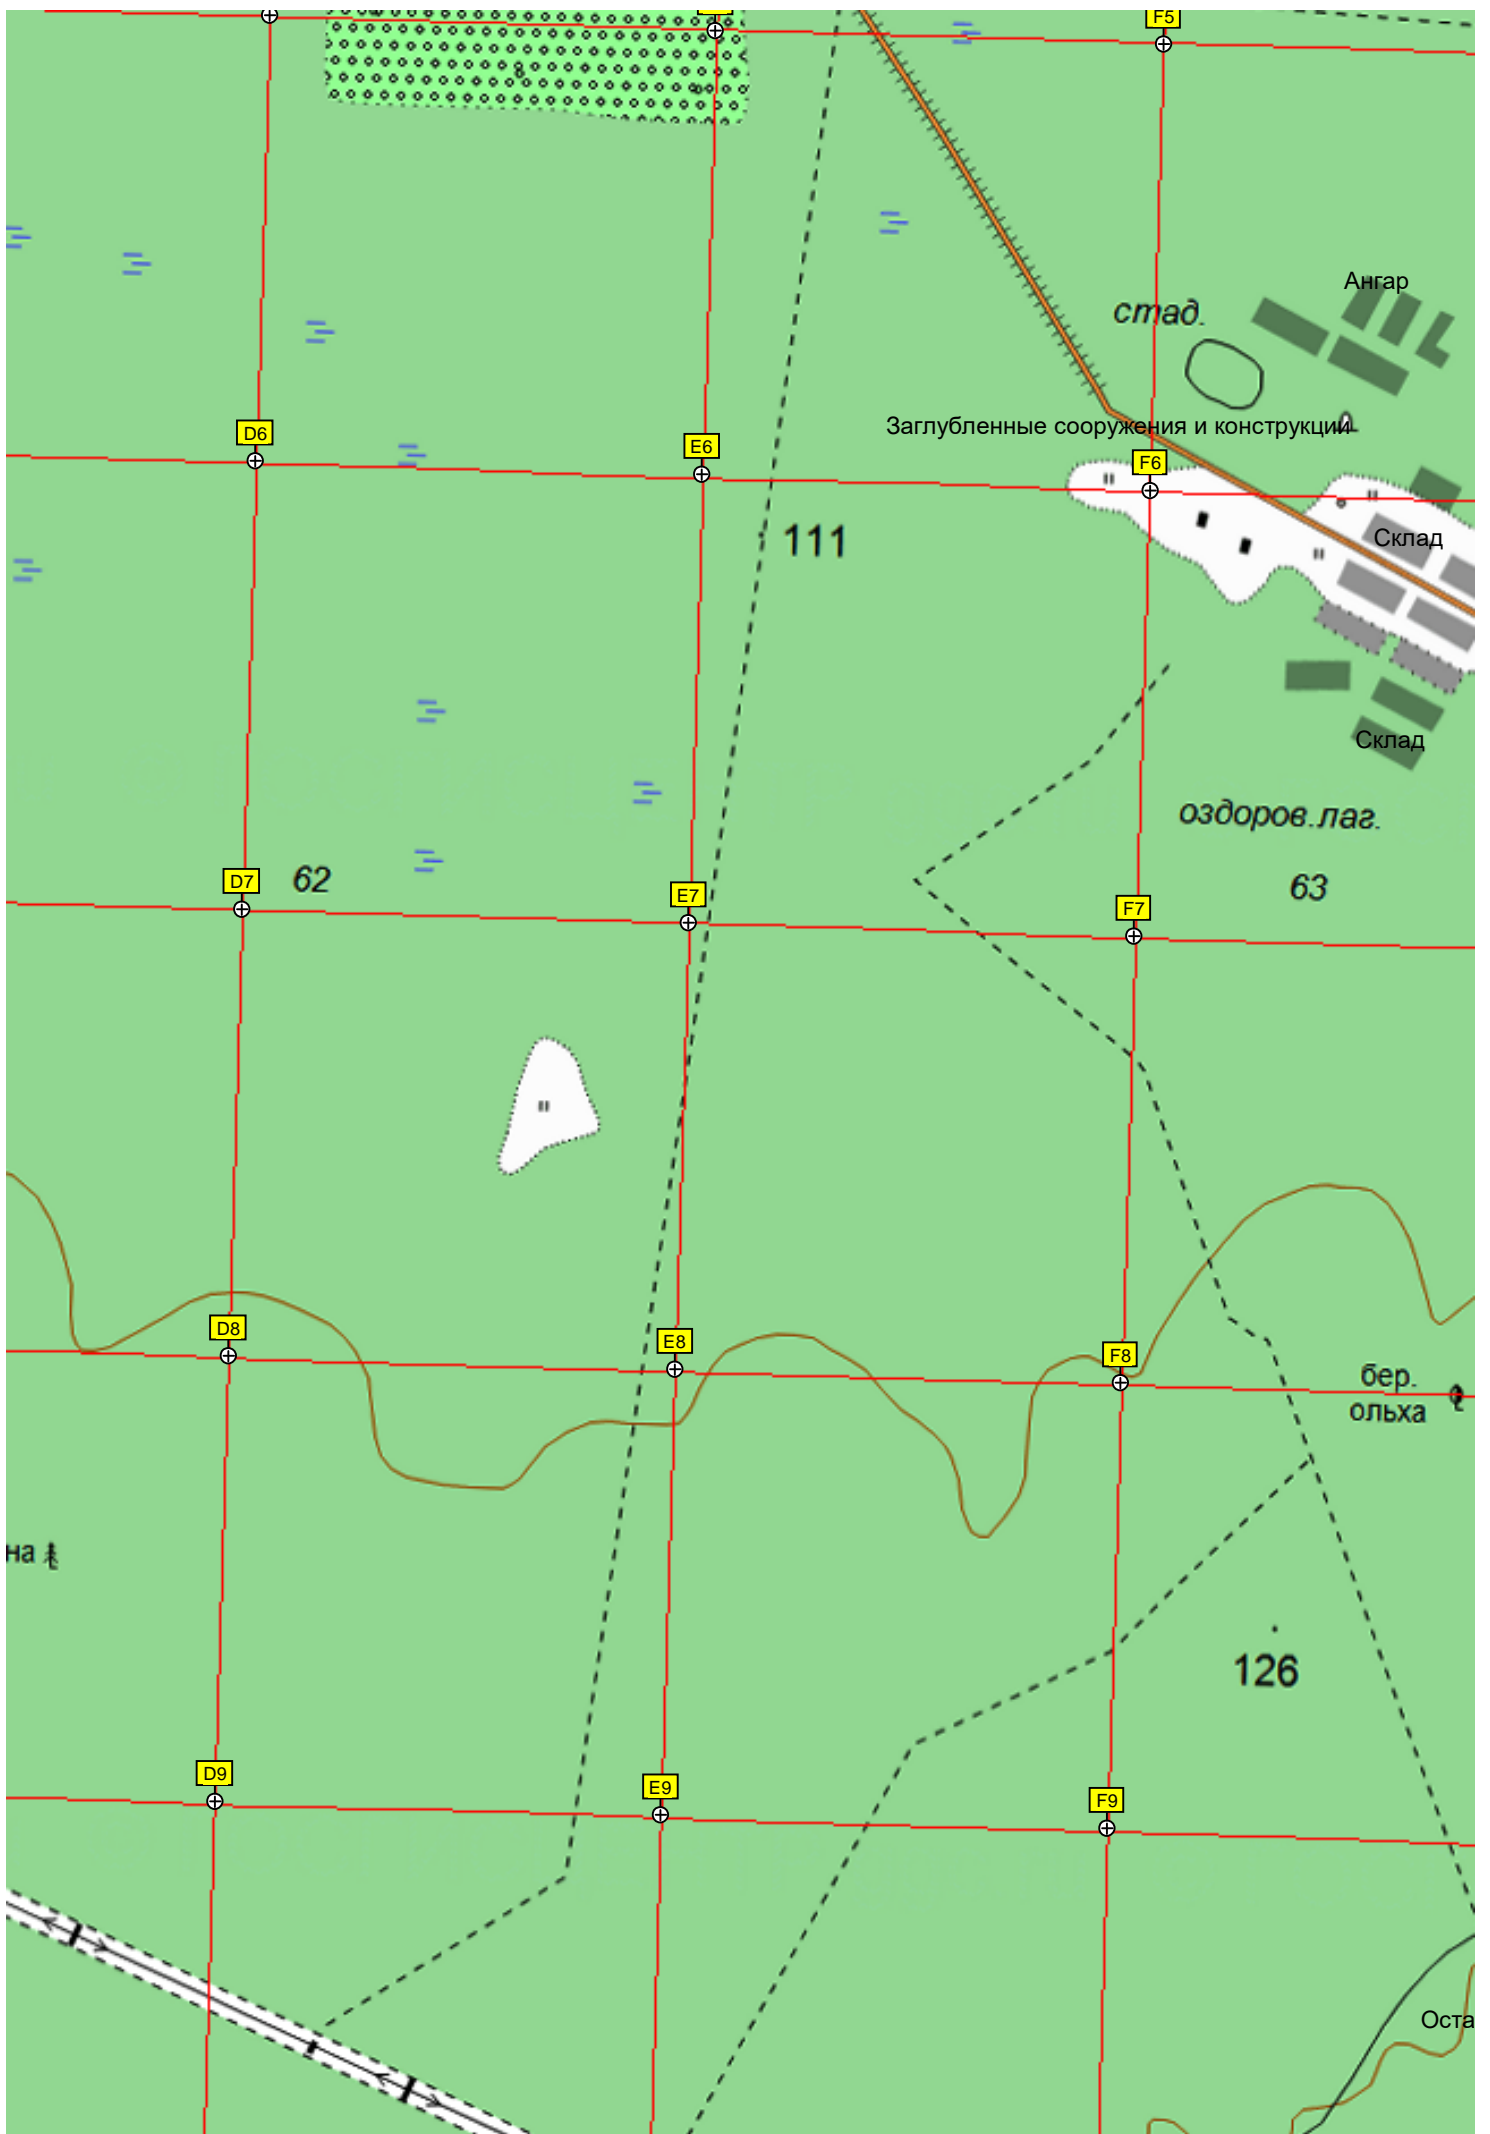 F5
Ангар
стад.
Заглубленные сооружения и конструкции
D6
E6
F6
111
Склад
Склад
оздоров.лаг.
D7
62
E7
63
F7
D8
E8
F8
бер.
ольха
на
126
D9
E9
F9
Оста